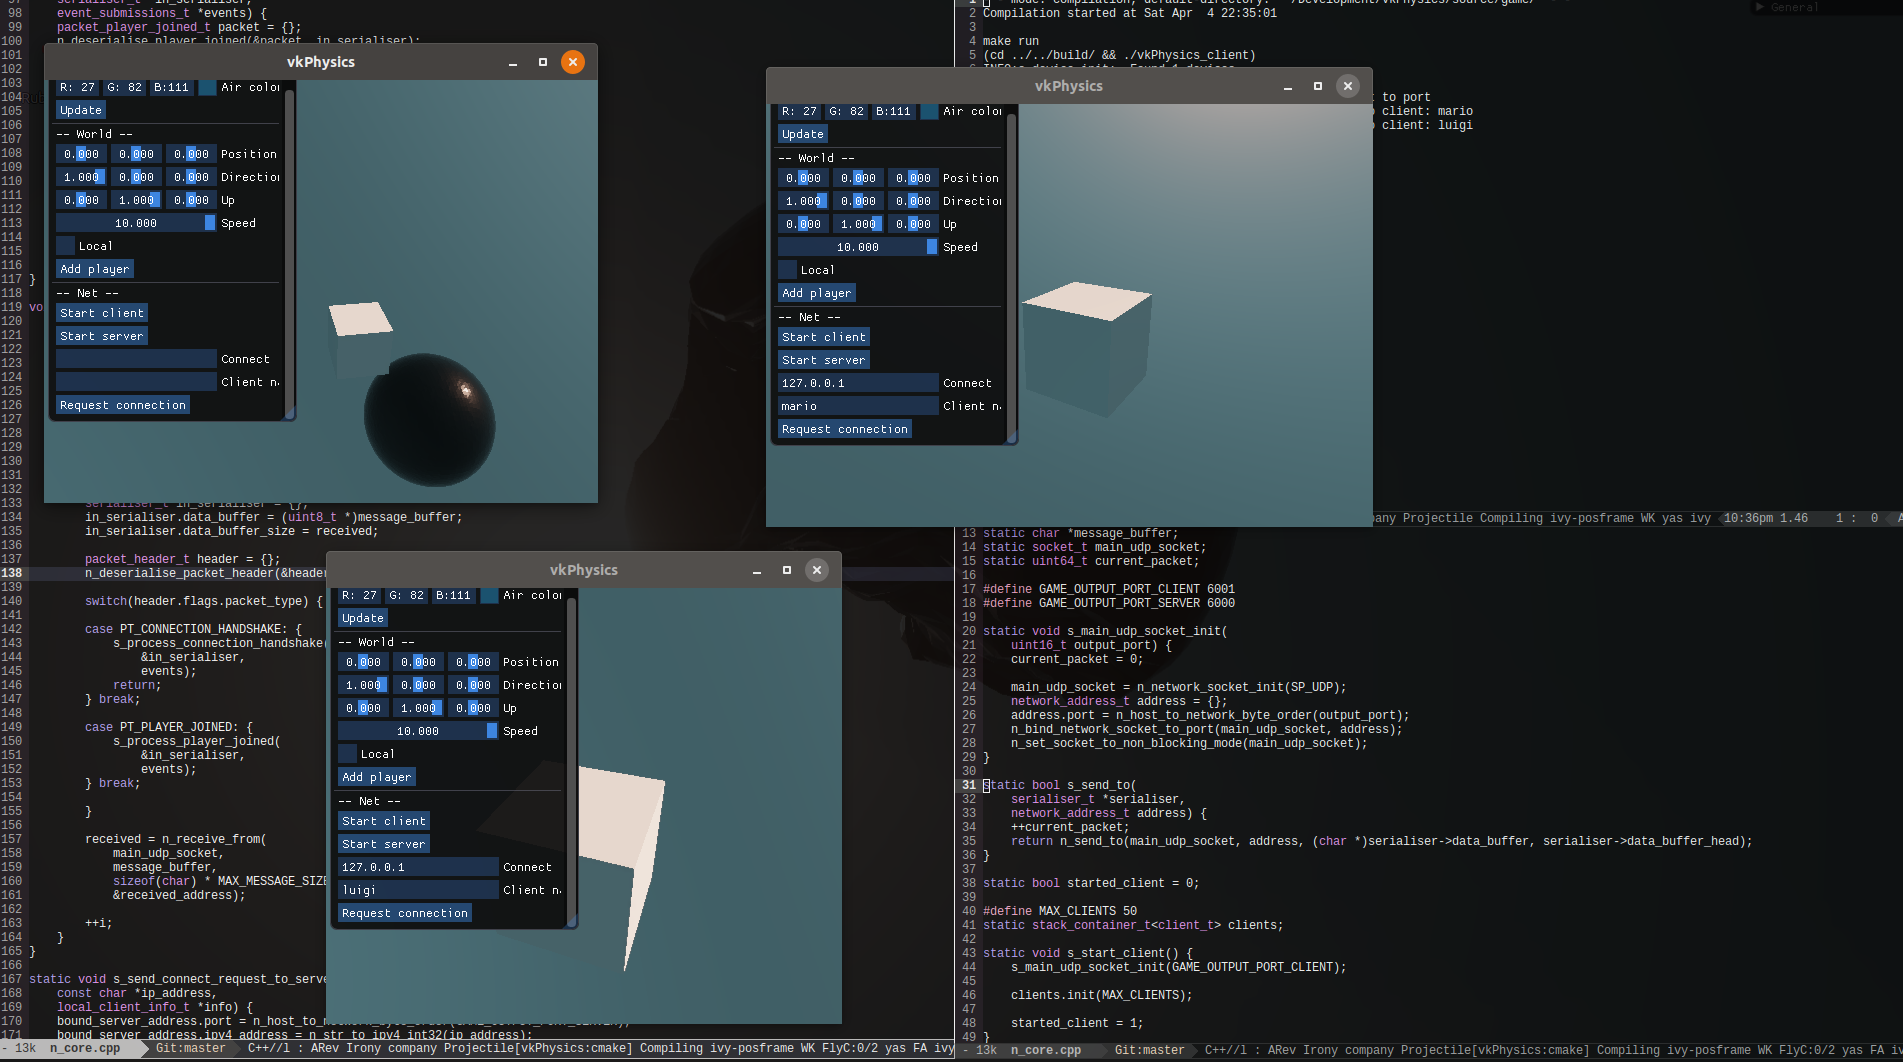 97 serialiser_t *in_serialiser,
98 event_submissions_t *events) {
99 packet_player_joined_t packet = {};
100 n_deserialise_player_joined(&packet, in_serialiser);
101
102
103
104
105
106
107
108
109
110
111
112
113
114
115
116
117 }
118
119 vo
120
121
122
123
124
125
126
127
128
129
130
131
132
133 serialiser_t in_serialiser = {};
134 in_serialiser.data_buffer = (uint8_t *)message_buffer;
135 in_serialiser.data_buffer_size = received;
136
137 packet_header_t header = {};
138 n_deserialise_packet_header(&header
139
140 switch(header.flags.packet_type) {
141
142 case PT_CONNECTION_HANDSHAKE: {
143 s_process_connection_handshake(
144 &in_serialiser,
145 events);
146 return;
147 } break;
148
149 case PT_PLAYER_JOINED: {
150 s_process_player_joined(
151 &in_serialiser,
152 events);
153 } break;
154
155 }
156
157 received = n_receive_from(
158 main_udp_socket,
159 message_buffer,
160 sizeof(char) * MAX_MESSAGE_SIZE
161 &received_address);
162
163 ++i;
164 }
165 }
166
167 static void s_send_connect_request_to_serve
168 const char *ip_address,
169 local_client_info_t *info) {
170 bound_server_address.port = n_host_to_network_byte_order(GAME_OUTPUT_PORT_SERVER);
171 bound_server_address.ipv4_address = n_str_to_ipv4_int32(ip_address);
- 13k n_core.cpp Git:master C++//l : ARev Irony company Projectile[vkPhysics:cmake] Compiling ivy-posframe WK FlyC:0/2 yas FA ivy
vkPhysics
R: 27 G: 82 B:111 Air color
Update
-- World --
0.000 0.000 0.000 Position
1.000 0.000 0.000 Direction
0.000 1.000 0.000 Up
10.000 Speed
Local
Add player
-- Net --
Start client
Start server
Connect
Client n
Request connection
vkPhysics
R: 27 G: 82 B:111 Air color
Update
-- World --
0.000 0.000 0.000 Position
1.000 0.000 0.000 Direction
0.000 1.000 0.000 Up
10.000 Speed
Local
Add player
-- Net --
Start client
Start server
127.0.0.1 Connect
mario Client n
Request connection
vkPhysics
R: 27 G: 82 B:111 Air color
Update
-- World --
0.000 0.000 0.000 Position
1.000 0.000 0.000 Direction
0.000 1.000 0.000 Up
10.000 Speed
Local
Add player
-- Net --
Start client
Start server
127.0.0.1 Connect
luigi Client n
Request connection
General
2 Compilation started at Sat Apr 4 22:35:01
3
4 make run
5 (cd ../../build/ && ./vkPhysics_client)
t to port
client: mario
client: luigi
any Projectile Compiling ivy-posframe WK yas ivy 10:36pm 1.46 1 : 0
13 static char *message_buffer;
14 static socket_t main_udp_socket;
15 static uint64_t current_packet;
16
17 #define GAME_OUTPUT_PORT_CLIENT 6001
18 #define GAME_OUTPUT_PORT_SERVER 6000
19
20 static void s_main_udp_socket_init(
21 uint16_t output_port) {
22 current_packet = 0;
23
24 main_udp_socket = n_network_socket_init(SP_UDP);
25 network_address_t address = {};
26 address.port = n_host_to_network_byte_order(output_port);
27 n_bind_network_socket_to_port(main_udp_socket, address);
28 n_set_socket_to_non_blocking_mode(main_udp_socket);
29 }
30
31 static bool s_send_to(
32 serialiser_t *serialiser,
33 network_address_t address) {
34 ++current_packet;
35 return n_send_to(main_udp_socket, address, (char *)serialiser->data_buffer, serialiser->data_buffer_head);
36 }
37
38 static bool started_client = 0;
39
40 #define MAX_CLIENTS 50
41 static stack_container_t<client_t> clients;
42
43 static void s_start_client() {
44 s_main_udp_socket_init(GAME_OUTPUT_PORT_CLIENT);
45
46 clients.init(MAX_CLIENTS);
47
48 started_client = 1;
49 }
- 13k n_core.cpp Git:master C++//l : ARev Irony company Projectile[vkPhysics:cmake] Compiling ivy-posframe WK FlyC:0/2 yas FA i